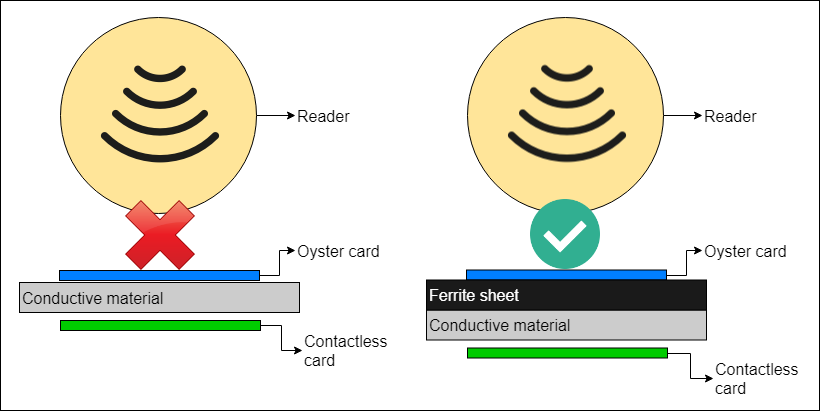 Reader
Oyster card
Conductive material
Contactless
card
Reader
Oyster card
Ferrite sheet
Conductive material
Contactless
card